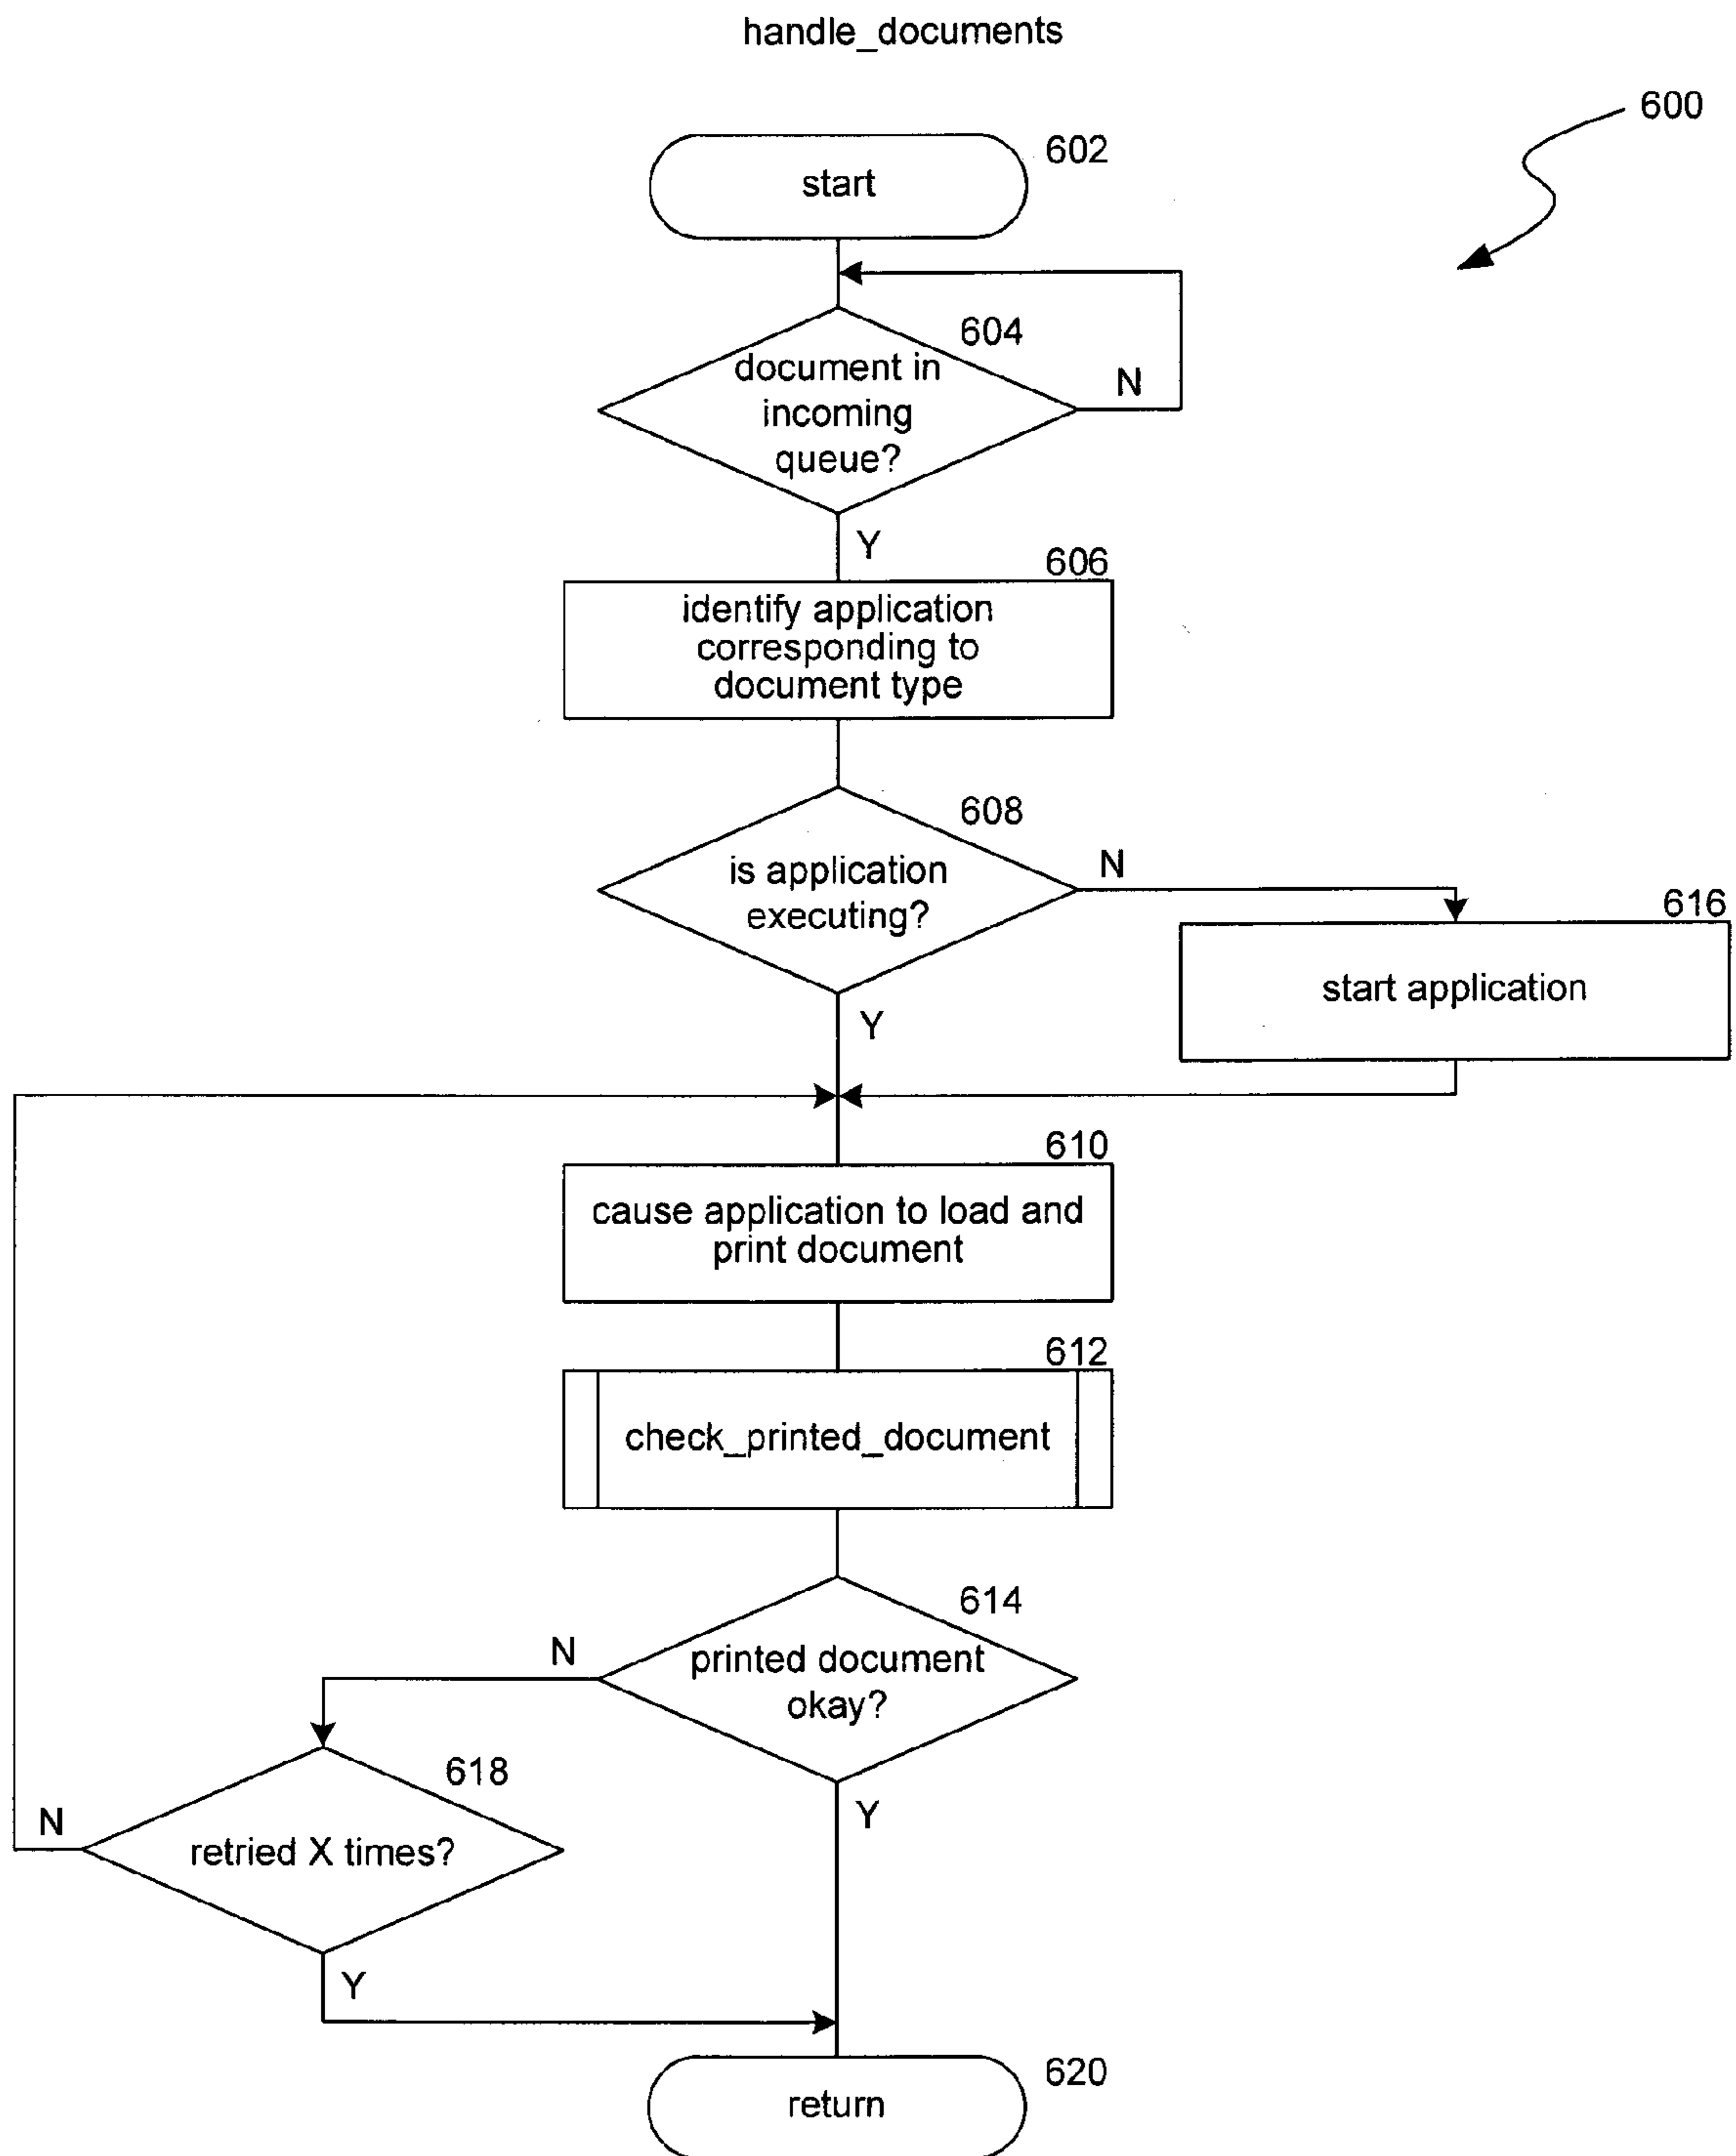 handle_documents
600
602
start
604
document in
incoming
queue?
N
Y
606
identify application
corresponding to
document type
608
is application
executing?
N
616
start application
Y
610
cause application to load and
print document
612
check_printed_document
614
printed document
okay?
N
618
retried X times?
N
Y
Y
620
return